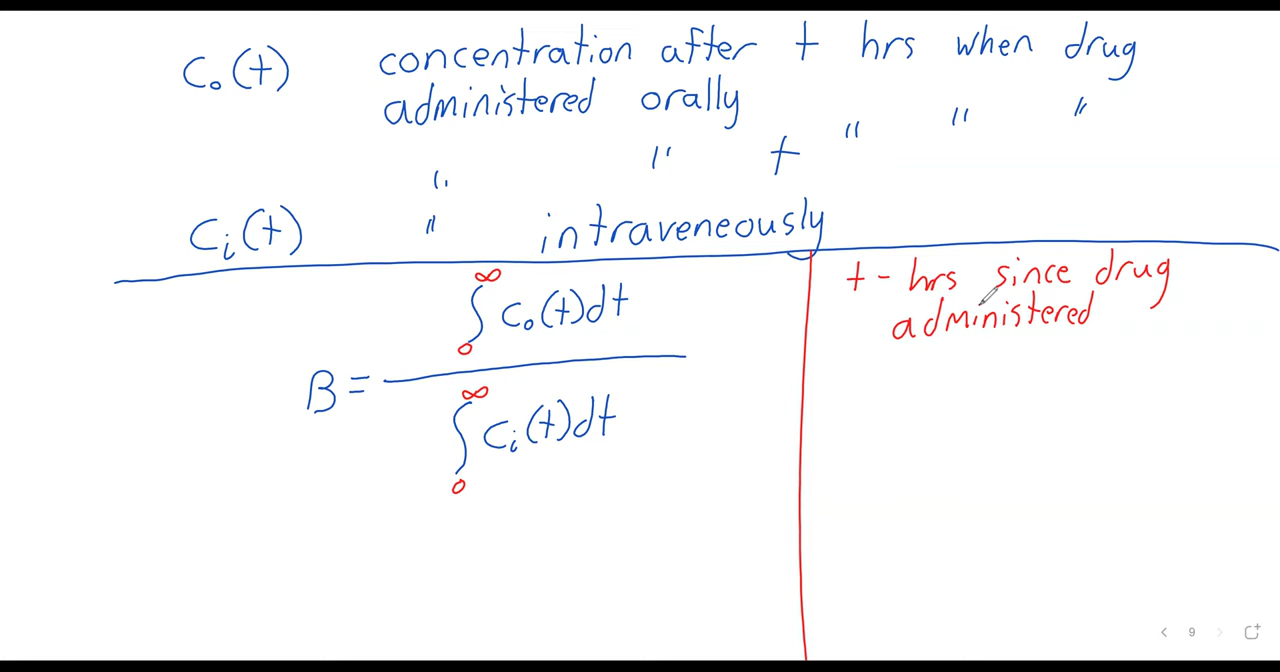 c₀(t) concentration after t hrs when drug
administered orally
" " t " " "
cᵢ(t) " intraveneously
t - hrs since drug
administered
B = ∫₀^∞ c₀(t)dt / ∫₀^∞ cᵢ(t)dt
9